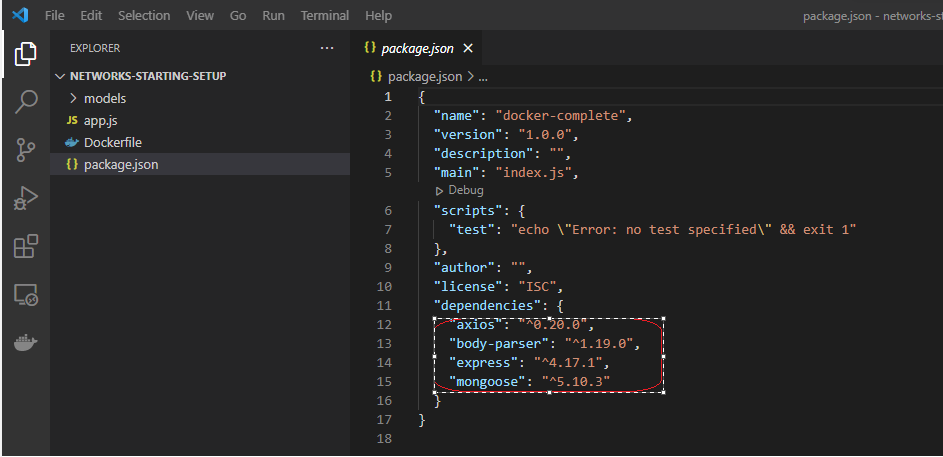 File Edit Selection View Go Run Terminal Help
package.json - networks-st
EXPLORER
NETWORKS-STARTING-SETUP
models
JS app.js
Dockerfile
{} package.json
{} package.json
{} package.json > ...
1 {
2 "name": "docker-complete",
3 "version": "1.0.0",
4 "description": "",
5 "main": "index.js",
Debug
6 "scripts": {
7 "test": "echo \"Error: no test specified\" && exit 1"
8 },
9 "author": "",
10 "license": "ISC",
11 "dependencies": {
12 "axios": "^0.20.0",
13 "body-parser": "^1.19.0",
14 "express": "^4.17.1",
15 "mongoose": "^5.10.3"
16 }
17 }
18